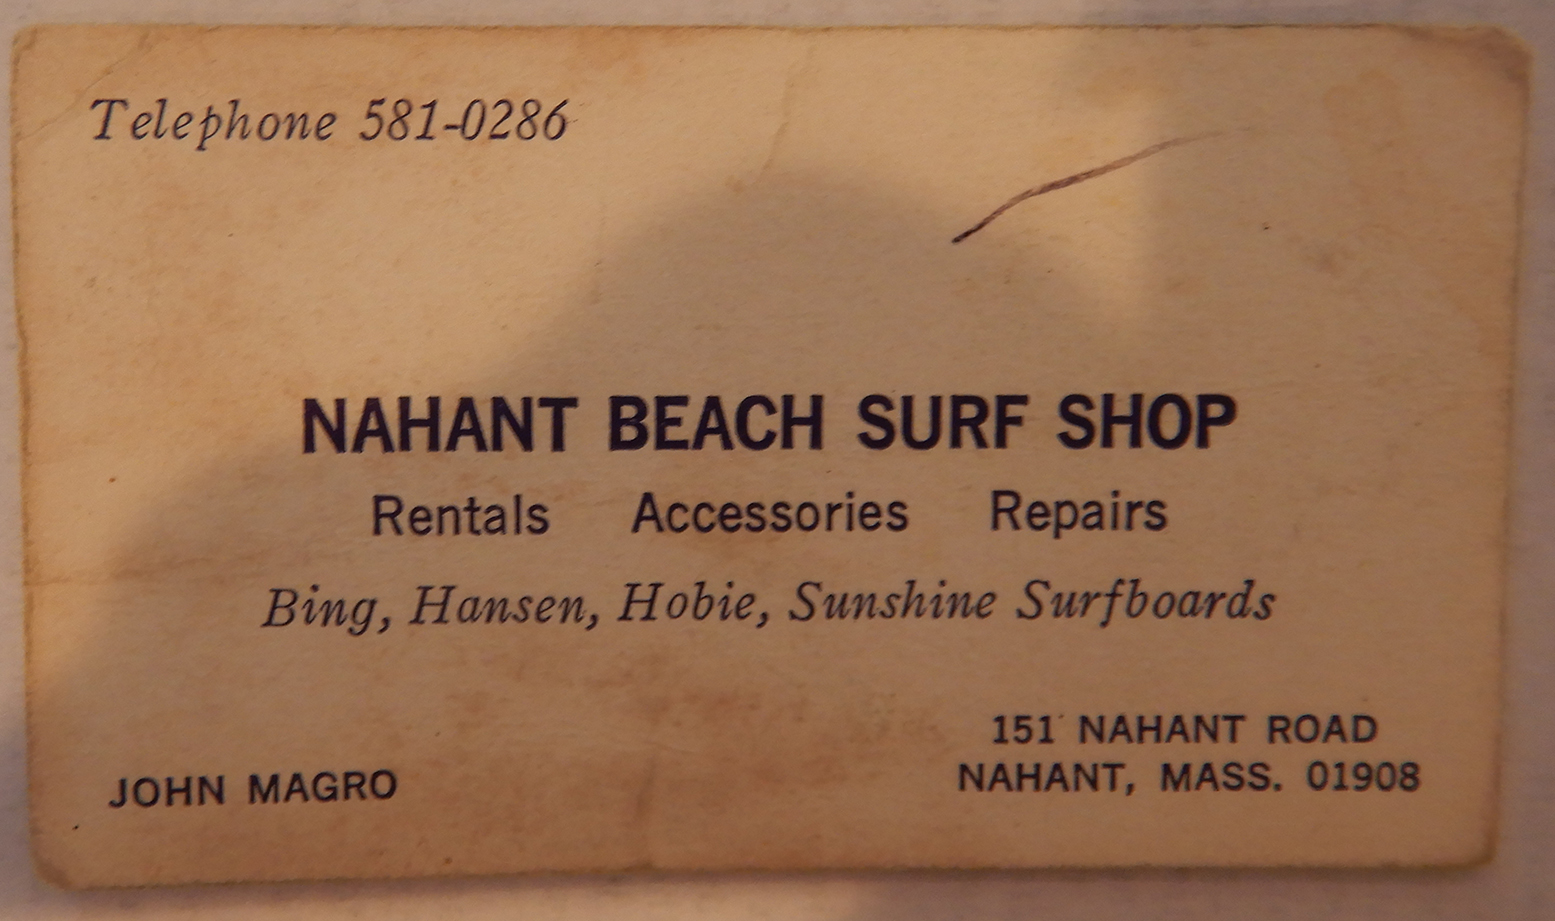 Telephone 581-0286
NAHANT BEACH SURF SHOP
Rentals Accessories Repairs
Bing, Hansen, Hobie, Sunshine Surfboards
151 NAHANT ROAD
JOHN MAGRO
NAHANT, MASS. 01908